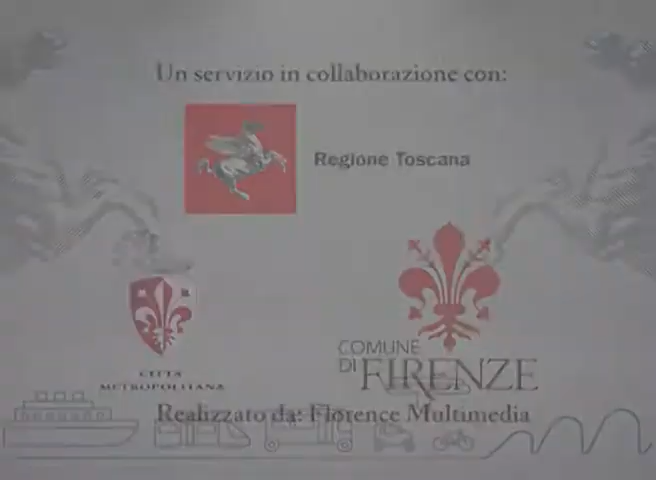 Un servizio in collaborazione con:
Regione Toscana
CITTÀ
METROPOLITANA
COMUNE
DI FIRENZE
Realizzato da: Florence Multimedia